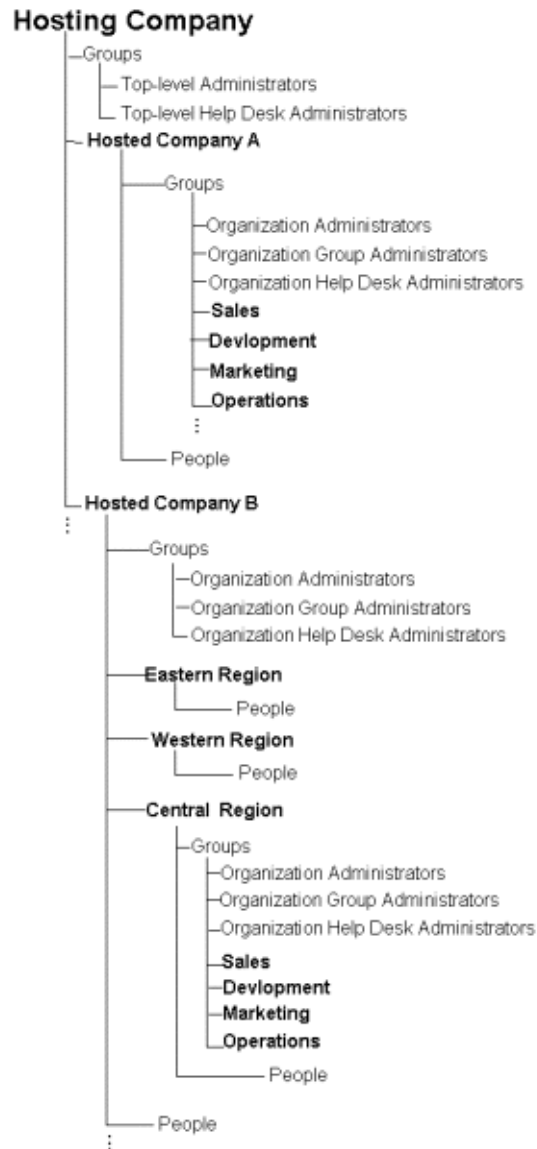 Hosting Company
Groups
Top-level Administrators
Top-level Help Desk Administrators
Hosted Company A
Groups
Organization Administrators
Organization Group Administrators
Organization Help Desk Administrators
Sales
Devlopment
Marketing
Operations
People
Hosted Company B
Groups
Organization Administrators
Organization Group Administrators
Organization Help Desk Administrators
Eastern Region
People
Western Region
People
Central Region
Groups
Organization Administrators
Organization Group Administrators
Organization Help Desk Administrators
Sales
Devlopment
Marketing
Operations
People
People